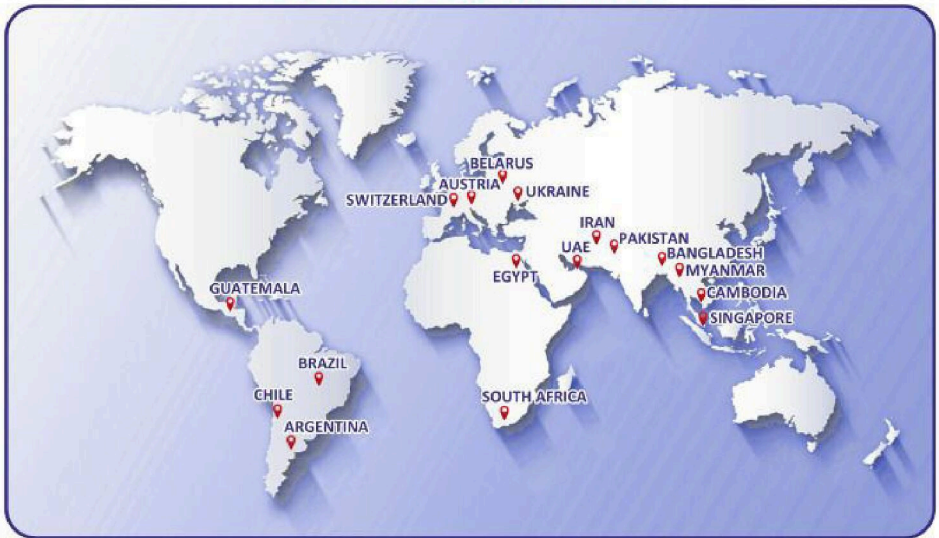 BELARUS
AUSTRIA
UKRAINE
SWITZERLAND
IRAN
PAKISTAN
UAE
BANGLADESH
MYANMAR
EGYPT
GUATEMALA
CAMBODIA
SINGAPORE
BRAZIL
CHILE
SOUTH AFRICA
ARGENTINA